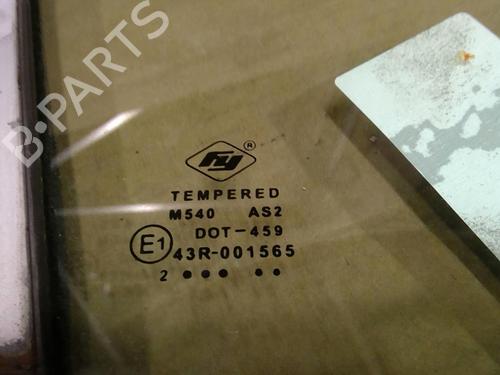 B-PARTS
®
TEMPERED
M540 AS2
DOT-459
E1
43R-001565
2 ●●● ●●